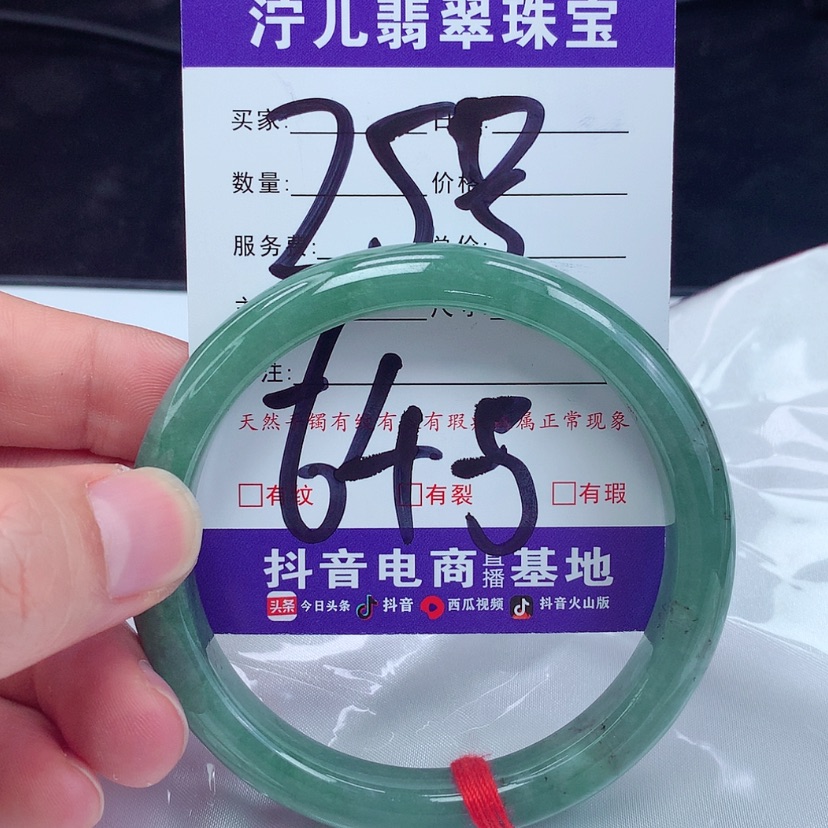 泞儿翡翠珠宝
买家:
数量: 价格
服务费: 总价:
258
注:
天然手镯有纹有 有瑕 属正常现象
645
□有纹 □有裂 □有瑕
抖音电商直播基地
头条 今日头条 抖音 西瓜视频 抖音火山版